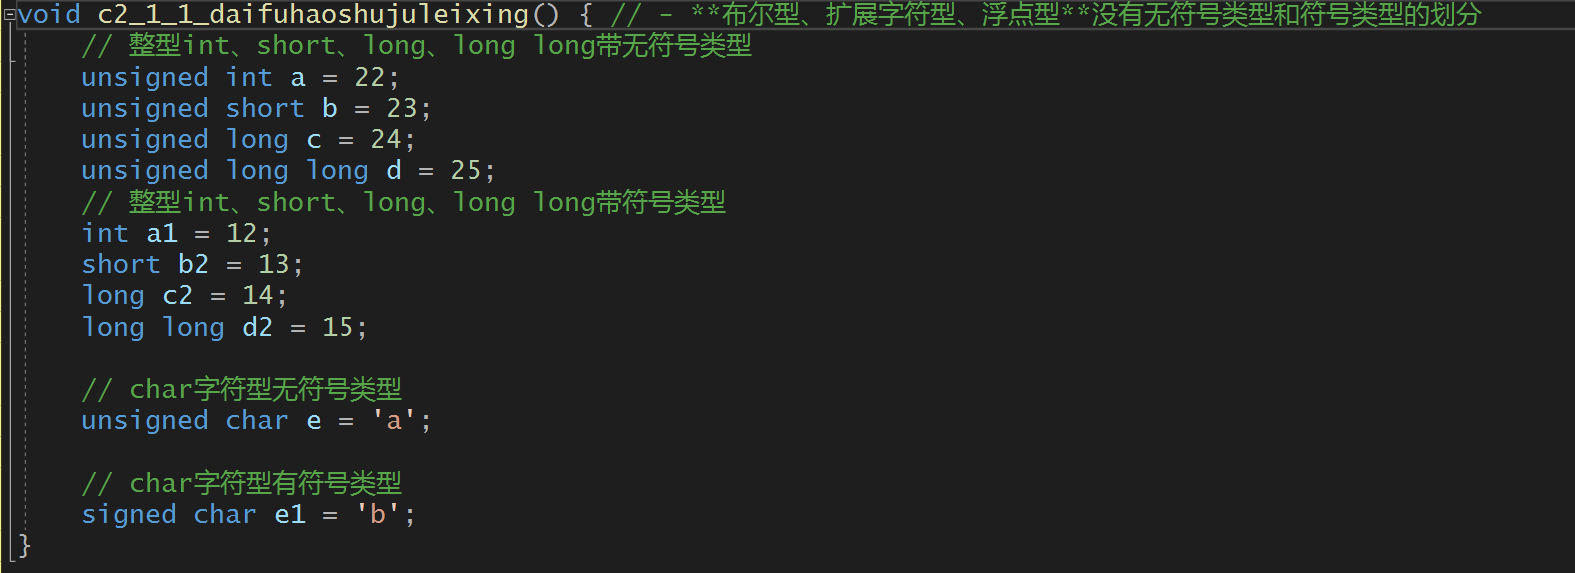 void c2_1_1_daifuhaoshujuleixing() { // - **布尔型、扩展字符型、浮点型**没有无符号类型和符号类型的划分
// 整型int、short、long、long long带无符号类型
unsigned int a = 22;
unsigned short b = 23;
unsigned long c = 24;
unsigned long long d = 25;
// 整型int、short、long、long long带符号类型
int a1 = 12;
short b2 = 13;
long c2 = 14;
long long d2 = 15;
// char字符型无符号类型
unsigned char e = 'a';
// char字符型有符号类型
signed char e1 = 'b';
}